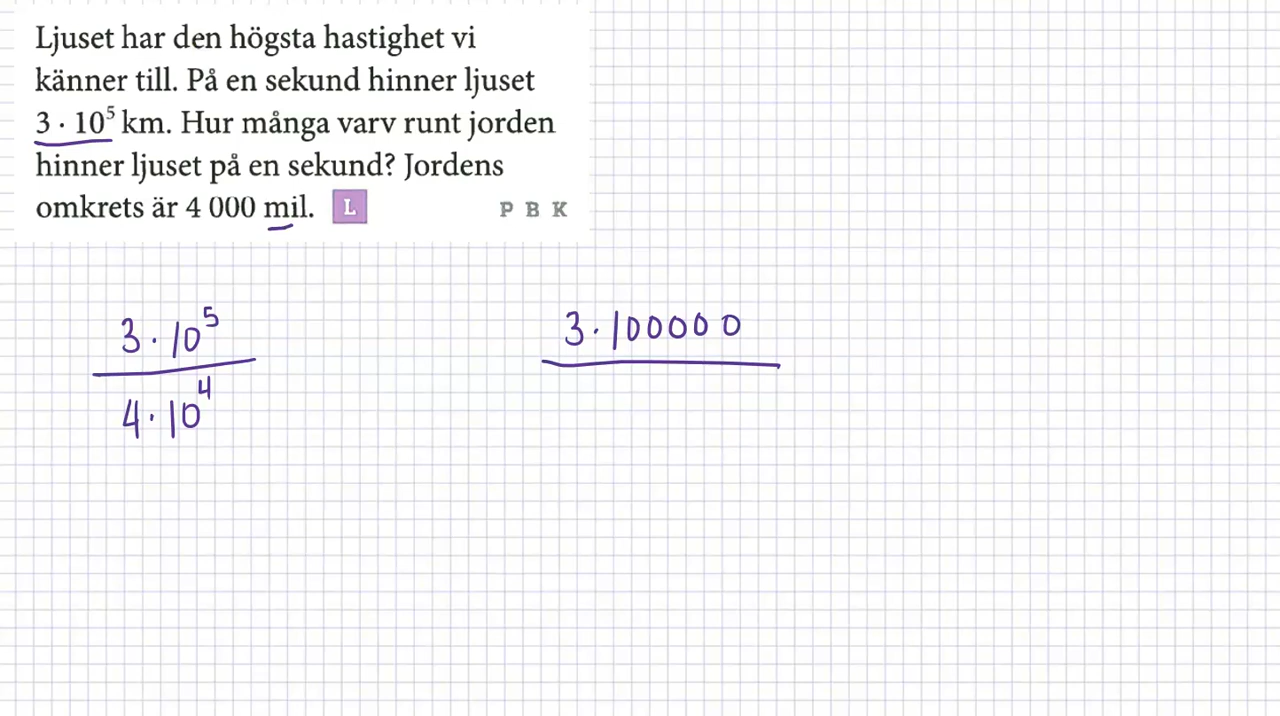 Ljuset har den högsta hastighet vi
känner till. På en sekund hinner ljuset
3 · 10⁵ km. Hur många varv runt jorden
hinner ljuset på en sekund? Jordens
omkrets är 4 000 mil. L P B K
3 · 10⁵
4 · 10⁴
3 · 100000